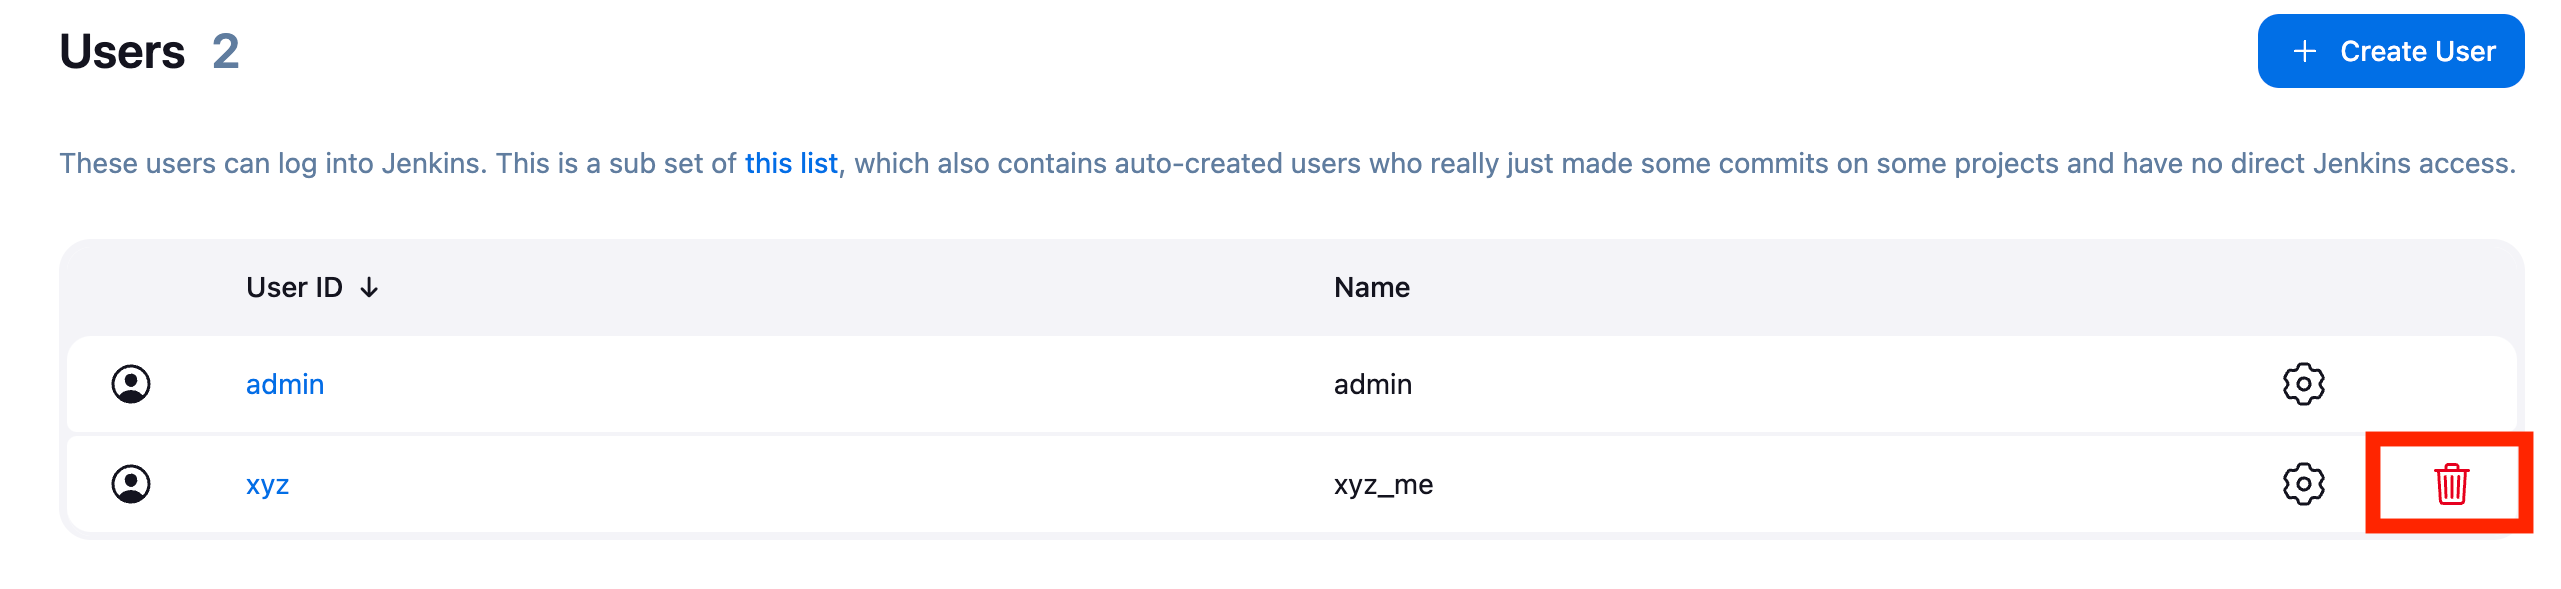 Users 2
+ Create User
These users can log into Jenkins. This is a sub set of this list, which also contains auto-created users who really just made some commits on some projects and have no direct Jenkins access.
User ID ↓ Name
admin admin
xyz xyz_me